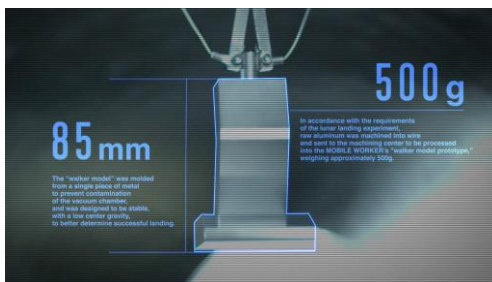 85mm
The "walker model" was molded
from a single piece of metal
to prevent contamination
of the vacuum chamber,
and was designed to be stable,
with a low center gravity,
to better determine successful landing.
500g
In accordance with the requirements
of the lunar landing experiment,
raw aluminum was machined into wire
and sent to the machining center to be processed
into the MOBILE WORKER's "walker model prototype,"
weighing approximately 500g.